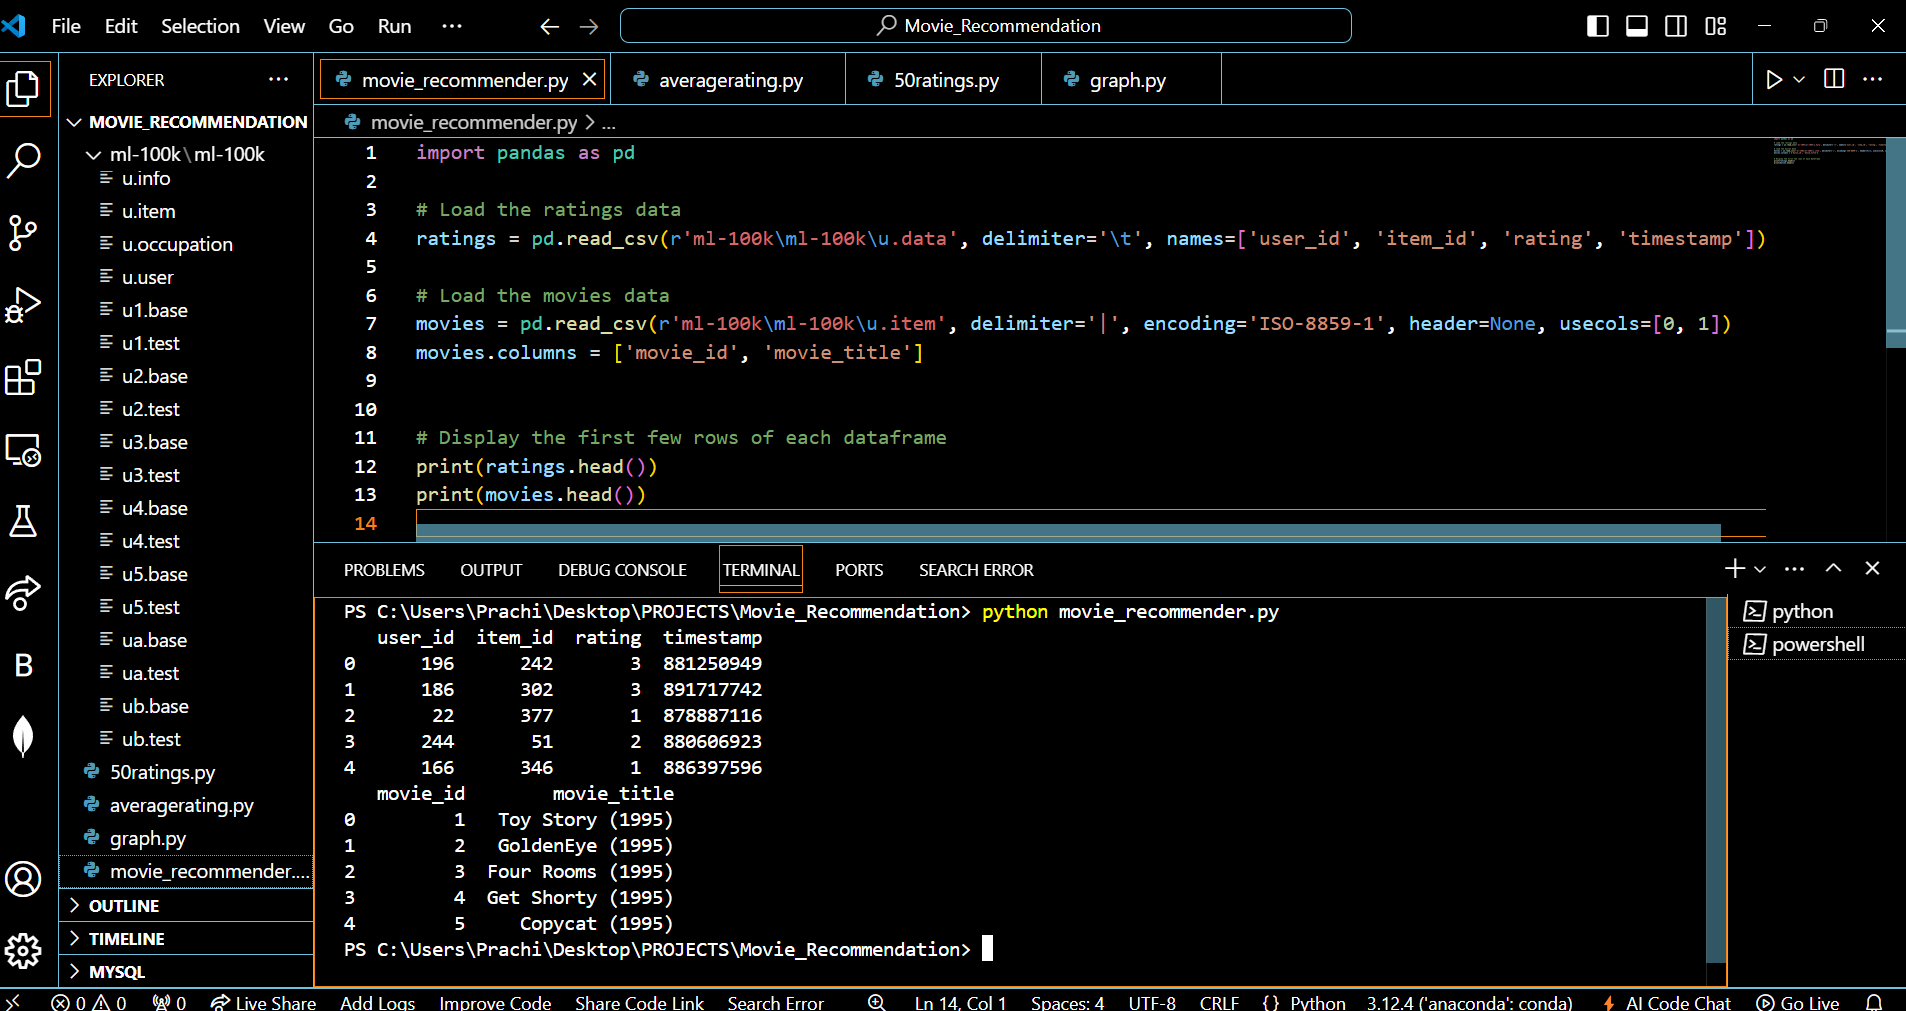 File Edit Selection View Go Run ...
Movie_Recommendation
EXPLORER
movie_recommender.py
averagerating.py
50ratings.py
graph.py
MOVIE_RECOMMENDATION
ml-100k\ml-100k
u.info
u.item
u.occupation
u.user
u1.base
u1.test
u2.base
u2.test
u3.base
u3.test
u4.base
u4.test
u5.base
u5.test
ua.base
ua.test
ub.base
ub.test
50ratings.py
averagerating.py
graph.py
movie_recommender....
OUTLINE
TIMELINE
MYSQL
movie_recommender.py > ...
1 import pandas as pd
2
3 # Load the ratings data
4 ratings = pd.read_csv(r'ml-100k\ml-100k\u.data', delimiter='\t', names=['user_id', 'item_id', 'rating', 'timestamp'])
5
6 # Load the movies data
7 movies = pd.read_csv(r'ml-100k\ml-100k\u.item', delimiter='|', encoding='ISO-8859-1', header=None, usecols=[0, 1])
8 movies.columns = ['movie_id', 'movie_title']
9
10
11 # Display the first few rows of each dataframe
12 print(ratings.head())
13 print(movies.head())
14
PROBLEMS OUTPUT DEBUG CONSOLE TERMINAL PORTS SEARCH ERROR
PS C:\Users\Prachi\Desktop\PROJECTS\Movie_Recommendation> python movie_recommender.py
user_id item_id rating timestamp
0 196 242 3 881250949
1 186 302 3 891717742
2 22 377 1 878887116
3 244 51 2 880606923
4 166 346 1 886397596
movie_id movie_title
0 1 Toy Story (1995)
1 2 GoldenEye (1995)
2 3 Four Rooms (1995)
3 4 Get Shorty (1995)
4 5 Copycat (1995)
PS C:\Users\Prachi\Desktop\PROJECTS\Movie_Recommendation>
python
powershell
B
0 0 0 Live Share Add Logs Improve Code Share Code Link Search Error Ln 14, Col 1 Spaces: 4 UTF-8 CRLF {} Python 3.12.4 ('anaconda': conda) AI Code Chat Go Live